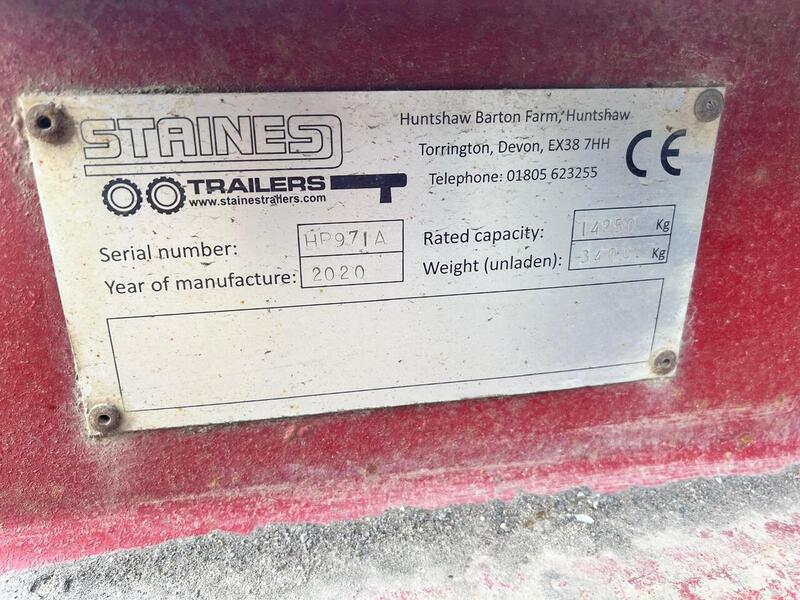 STAINES
TRAILERS
www.stainestrailers.com
Huntshaw Barton Farm, Huntshaw
Torrington, Devon, EX38 7HH
Telephone: 01805 623255
CE
Serial number: HP971A
Year of manufacture: 2020
Rated capacity: 14250 Kg
Weight (unladen): Kg